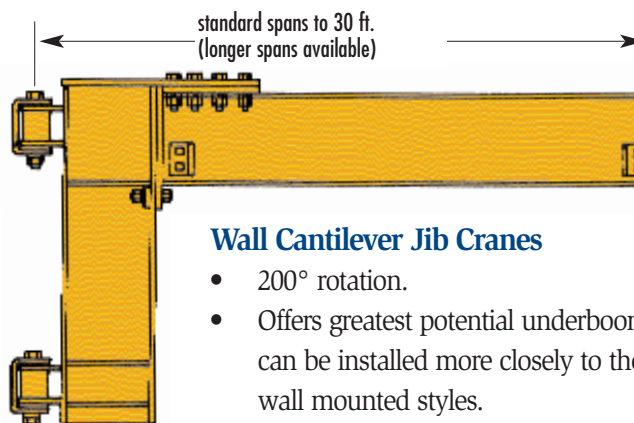 standard spans to 30 ft.
(longer spans available)
Wall Cantilever Jib Cranes
• 200° rotation.
• Offers greatest potential underboom
can be installed more closely to the
wall mounted styles.